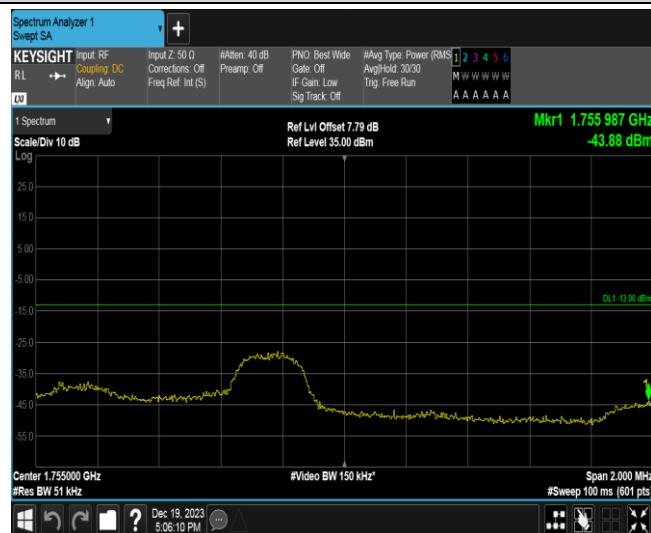 Spectrum Analyzer 1
Swept SA
+
KEYSIGHT
RL
LXI
Input: RF
Coupling: DC
Align: Auto
Input Z: 50 Ω
Corrections: Off
Freq Ref: Int (S)
#Atten: 40 dB
Preamp: Off
PNO: Best Wide
Gate: Off
IF Gain: Low
Sig Track: Off
#Avg Type: Power (RMS
Avg|Hold: 30/30
Trig: Free Run
1 2 3 4 5 6
M W W W W W
A A A A A A
1 Spectrum
Scale/Div 10 dB
Log
Ref Lvl Offset 7.79 dB
Ref Level 35.00 dBm
Mkr1 1.755 987 GHz
-43.88 dBm
25.0
15.0
5.00
-5.00
-15.0
-25.0
-35.0
-45.0
-55.0
DL1 -13.00 dBm
1
Center 1.755000 GHz
#Res BW 51 kHz
#Video BW 150 kHz*
Span 2.000 MHz
#Sweep 100 ms (601 pts)
?
Dec 19, 2023
5:06:10 PM